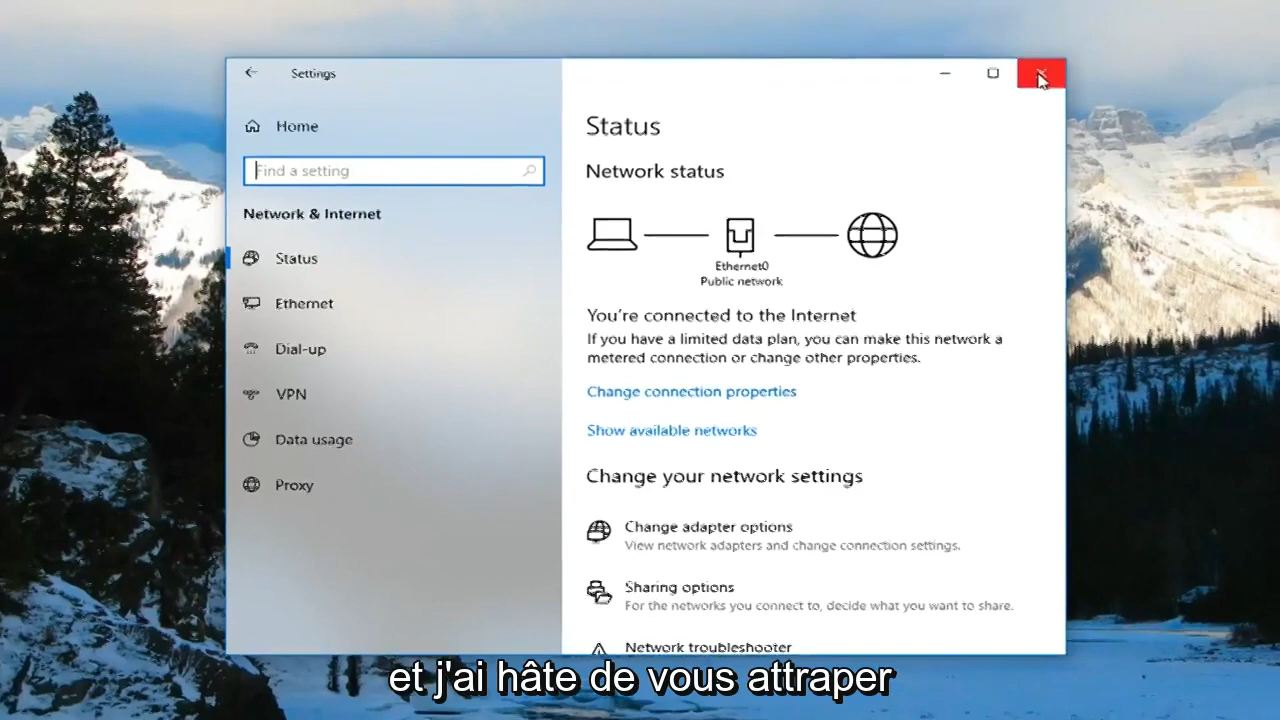 Settings
Home
Find a setting
Network & Internet
Status
Ethernet
Dial-up
VPN
Data usage
Proxy
Status
Network status
Ethernet0
Public network
You're connected to the Internet
If you have a limited data plan, you can make this network a
metered connection or change other properties.
Change connection properties
Show available networks
Change your network settings
Change adapter options
View network adapters and change connection settings.
Sharing options
For the networks you connect to, decide what you want to share.
Network troubleshooter
et j'ai hâte de vous attraper